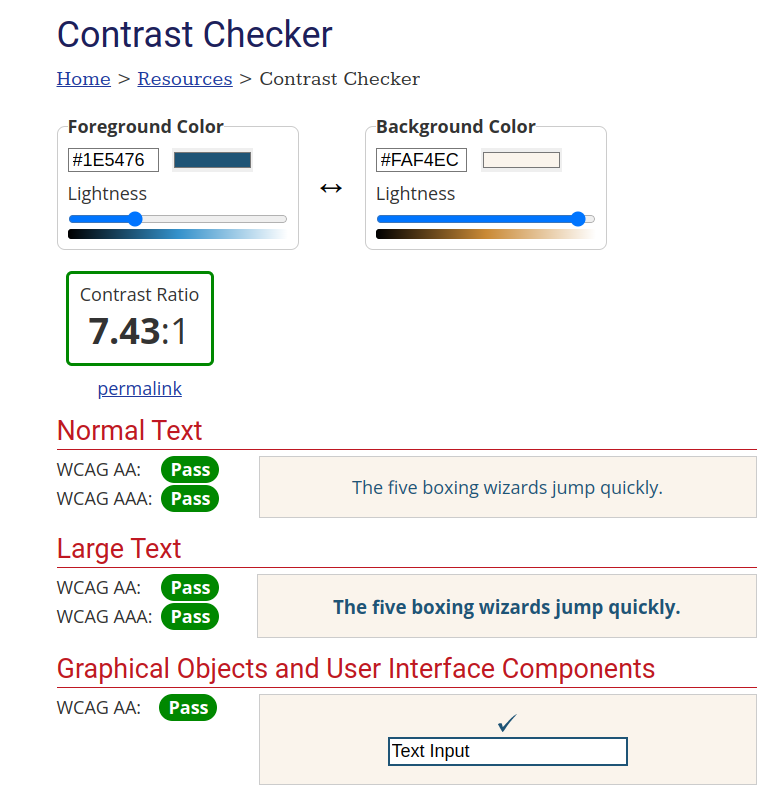 Contrast Checker
Home > Resources > Contrast Checker
Foreground Color
#1E5476
Lightness
↔
Background Color
#FAF4EC
Lightness
Contrast Ratio
7.43:1
permalink
Normal Text
WCAG AA: Pass
WCAG AAA: Pass
The five boxing wizards jump quickly.
Large Text
WCAG AA: Pass
WCAG AAA: Pass
The five boxing wizards jump quickly.
Graphical Objects and User Interface Components
WCAG AA: Pass
✓
Text Input